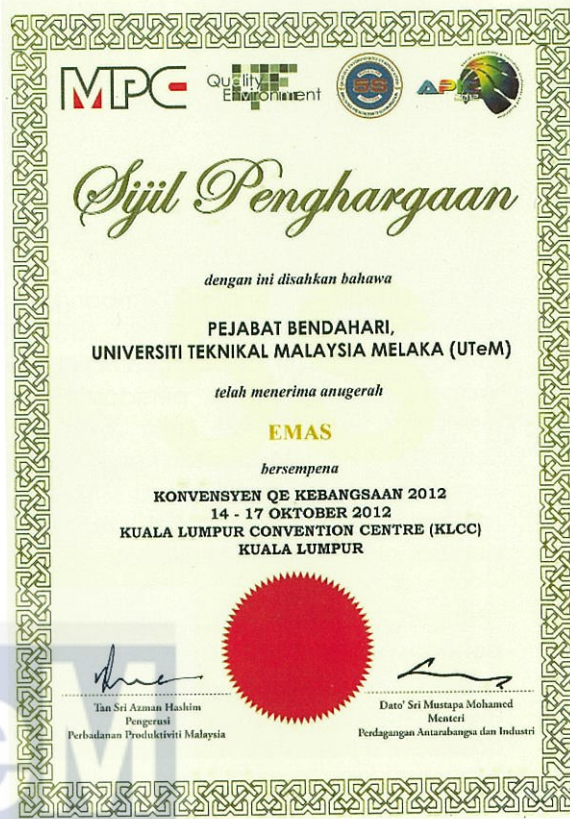 MPC
Quality
Environment
5S
Sijil Penghargaan
dengan ini disahkan bahawa
PEJABAT BENDAHARI,
UNIVERSITI TEKNIKAL MALAYSIA MELAKA (UTeM)
telah menerima anugerah
EMAS
bersempena
KONVENSYEN QE KEBANGSAAN 2012
14 - 17 OKTOBER 2012
KUALA LUMPUR CONVENTION CENTRE (KLCC)
KUALA LUMPUR
Tan Sri Azman Hashim
Pengerusi
Perbadanan Produktiviti Malaysia
Dato' Sri Mustapa Mohamed
Menteri
Perdagangan Antarabangsa dan Industri
eM